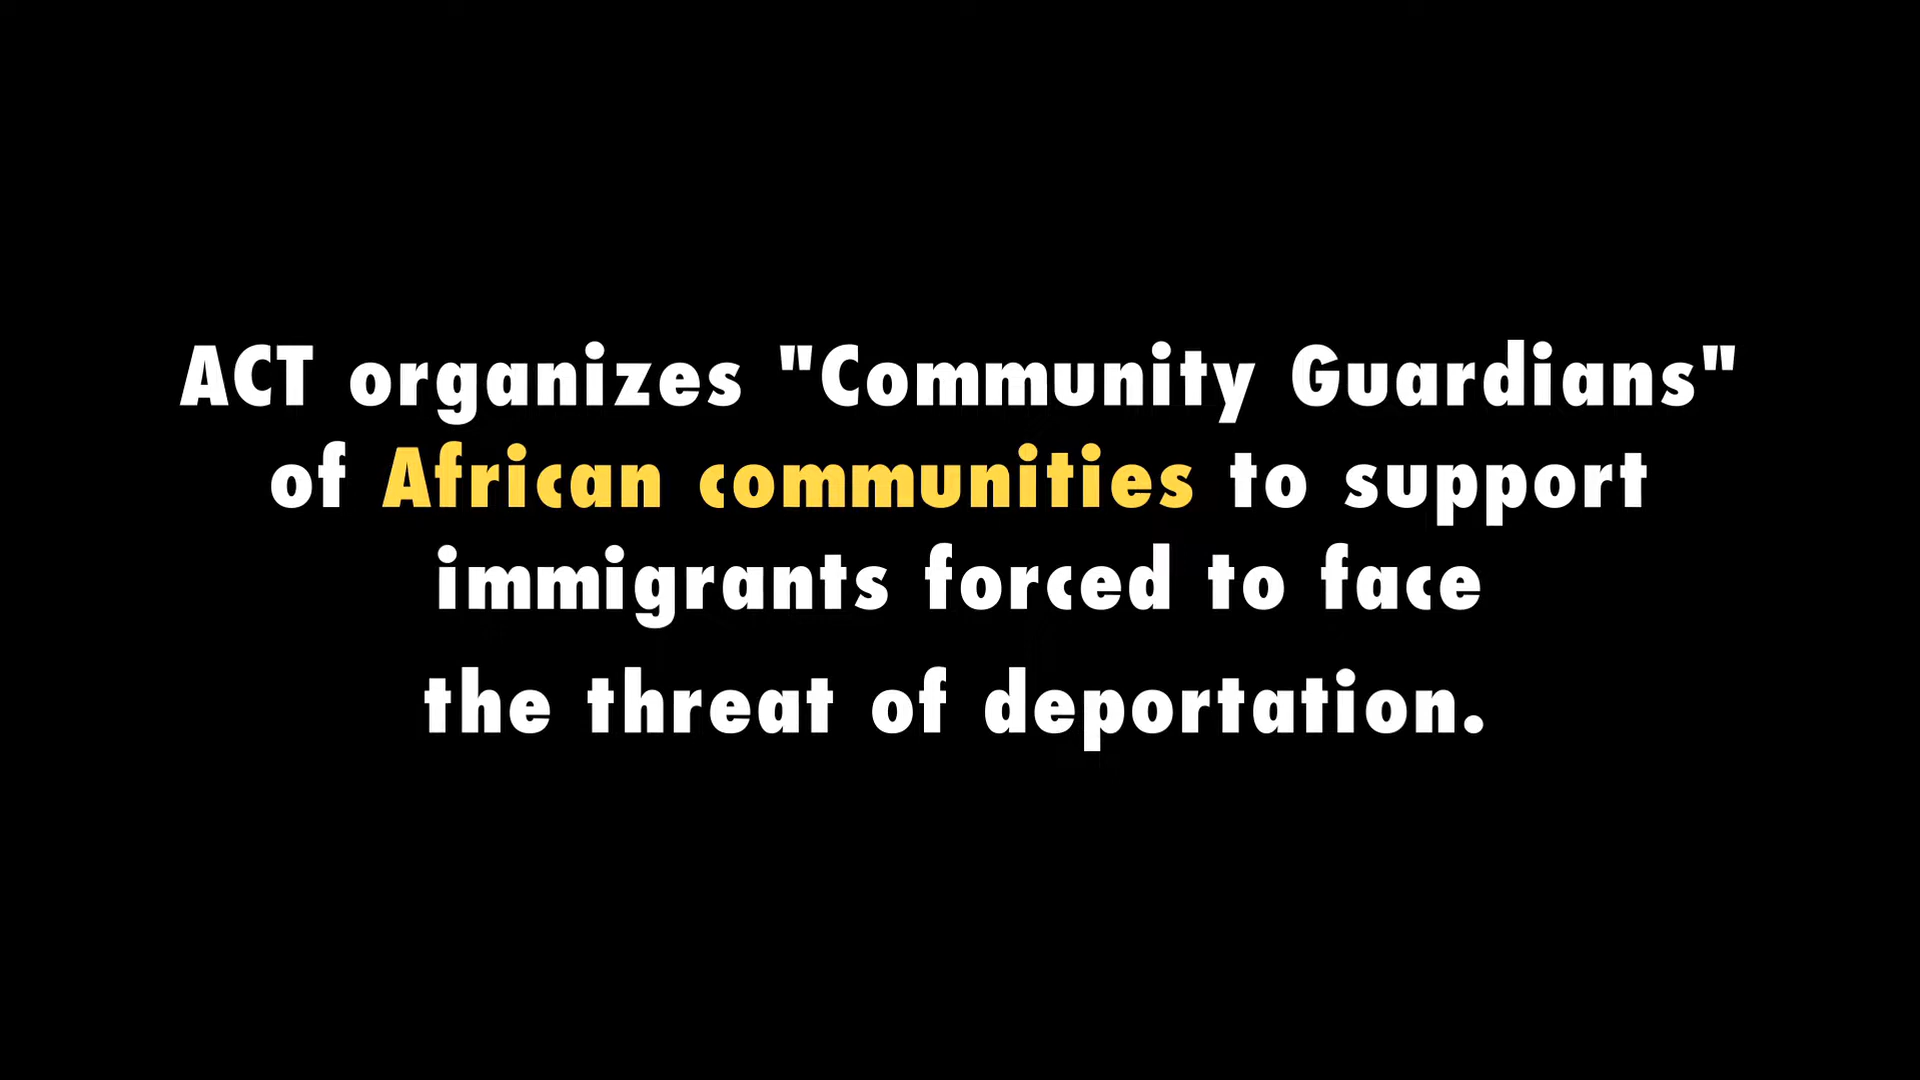 ACT organizes "Community Guardians"
of African communities to support
immigrants forced to face
the threat of deportation.